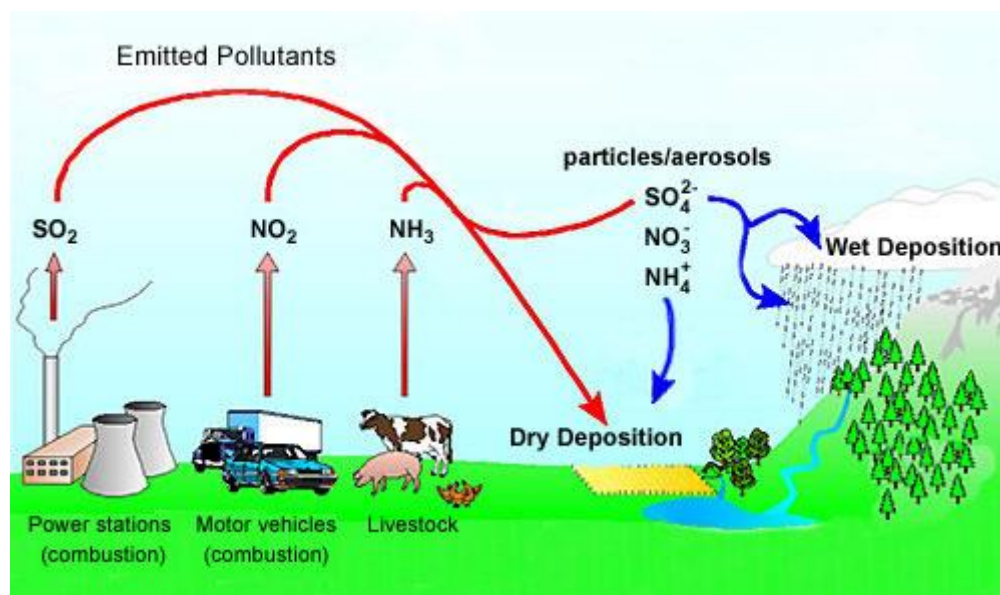 Emitted Pollutants
particles/aerosols
SO₄²⁻
SO₂
NO₂
NH₃
NO₃⁻
Wet Deposition
NH₄⁺
Dry Deposition
Power stations
(combustion)
Motor vehicles
(combustion)
Livestock